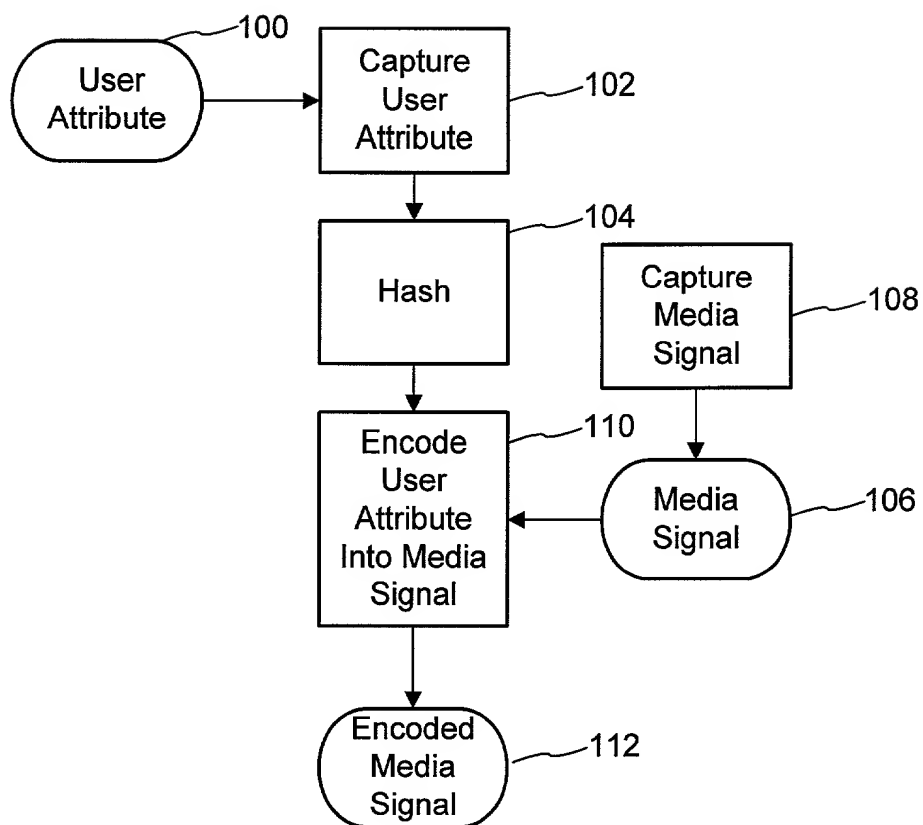 100
User
Attribute
Capture
User
Attribute
102
104
Hash
Capture
Media
Signal
108
Encode
User
Attribute
Into Media
Signal
110
Media
Signal
106
Encoded
Media
Signal
112